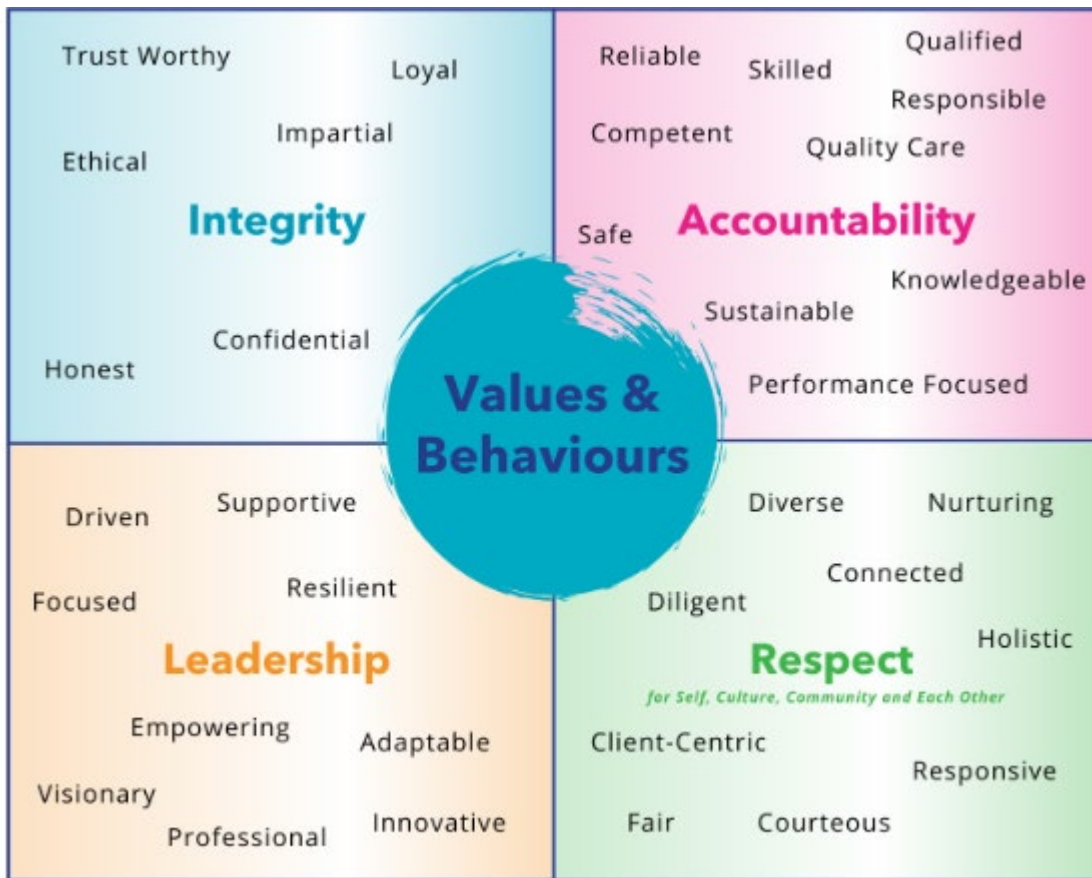 Trust Worthy
Loyal
Impartial
Ethical
Integrity
Confidential
Honest
Reliable
Skilled
Qualified
Responsible
Competent
Quality Care
Safe
Accountability
Knowledgeable
Sustainable
Performance Focused
Values &
Behaviours
Driven
Supportive
Focused
Resilient
Leadership
Empowering
Adaptable
Visionary
Professional
Innovative
Diverse
Nurturing
Connected
Diligent
Holistic
Respect
for Self, Culture, Community and Each Other
Client-Centric
Responsive
Fair
Courteous